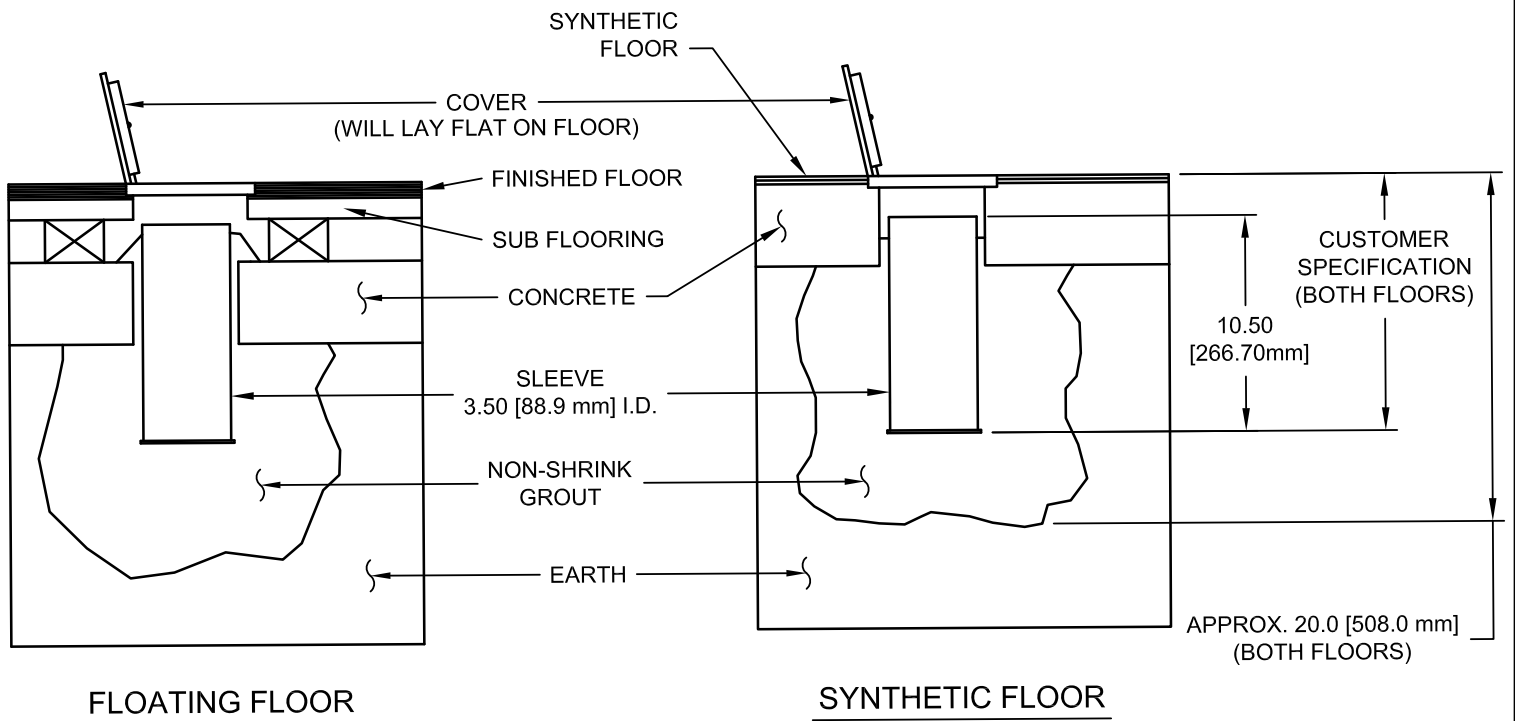 SYNTHETIC
FLOOR
COVER
(WILL LAY FLAT ON FLOOR)
FINISHED FLOOR
SUB FLOORING
CONCRETE
SLEEVE
3.50 [88.9 mm] I.D.
NON-SHRINK
GROUT
EARTH
CUSTOMER
SPECIFICATION
(BOTH FLOORS)
10.50
[266.70mm]
APPROX. 20.0 [508.0 mm]
(BOTH FLOORS)
FLOATING FLOOR
SYNTHETIC FLOOR